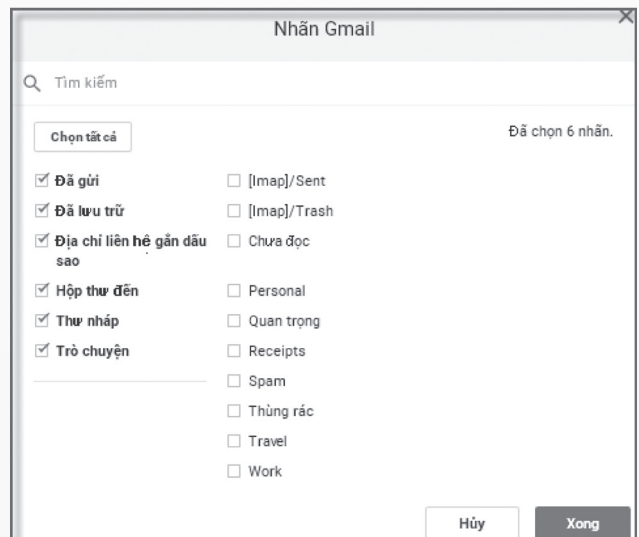 Nhãn Gmail
Tìm kiếm
Chọn tất cả
Đã chọn 6 nhãn.
Đã gửi
Đã lưu trữ
Địa chỉ liên hệ gắn dấu
sao
Hộp thư đến
Thư nháp
Trò chuyện
[Imap]/Sent
[Imap]/Trash
Chưa đọc
Personal
Quan trọng
Receipts
Spam
Thùng rác
Travel
Work
Hủy
Xong